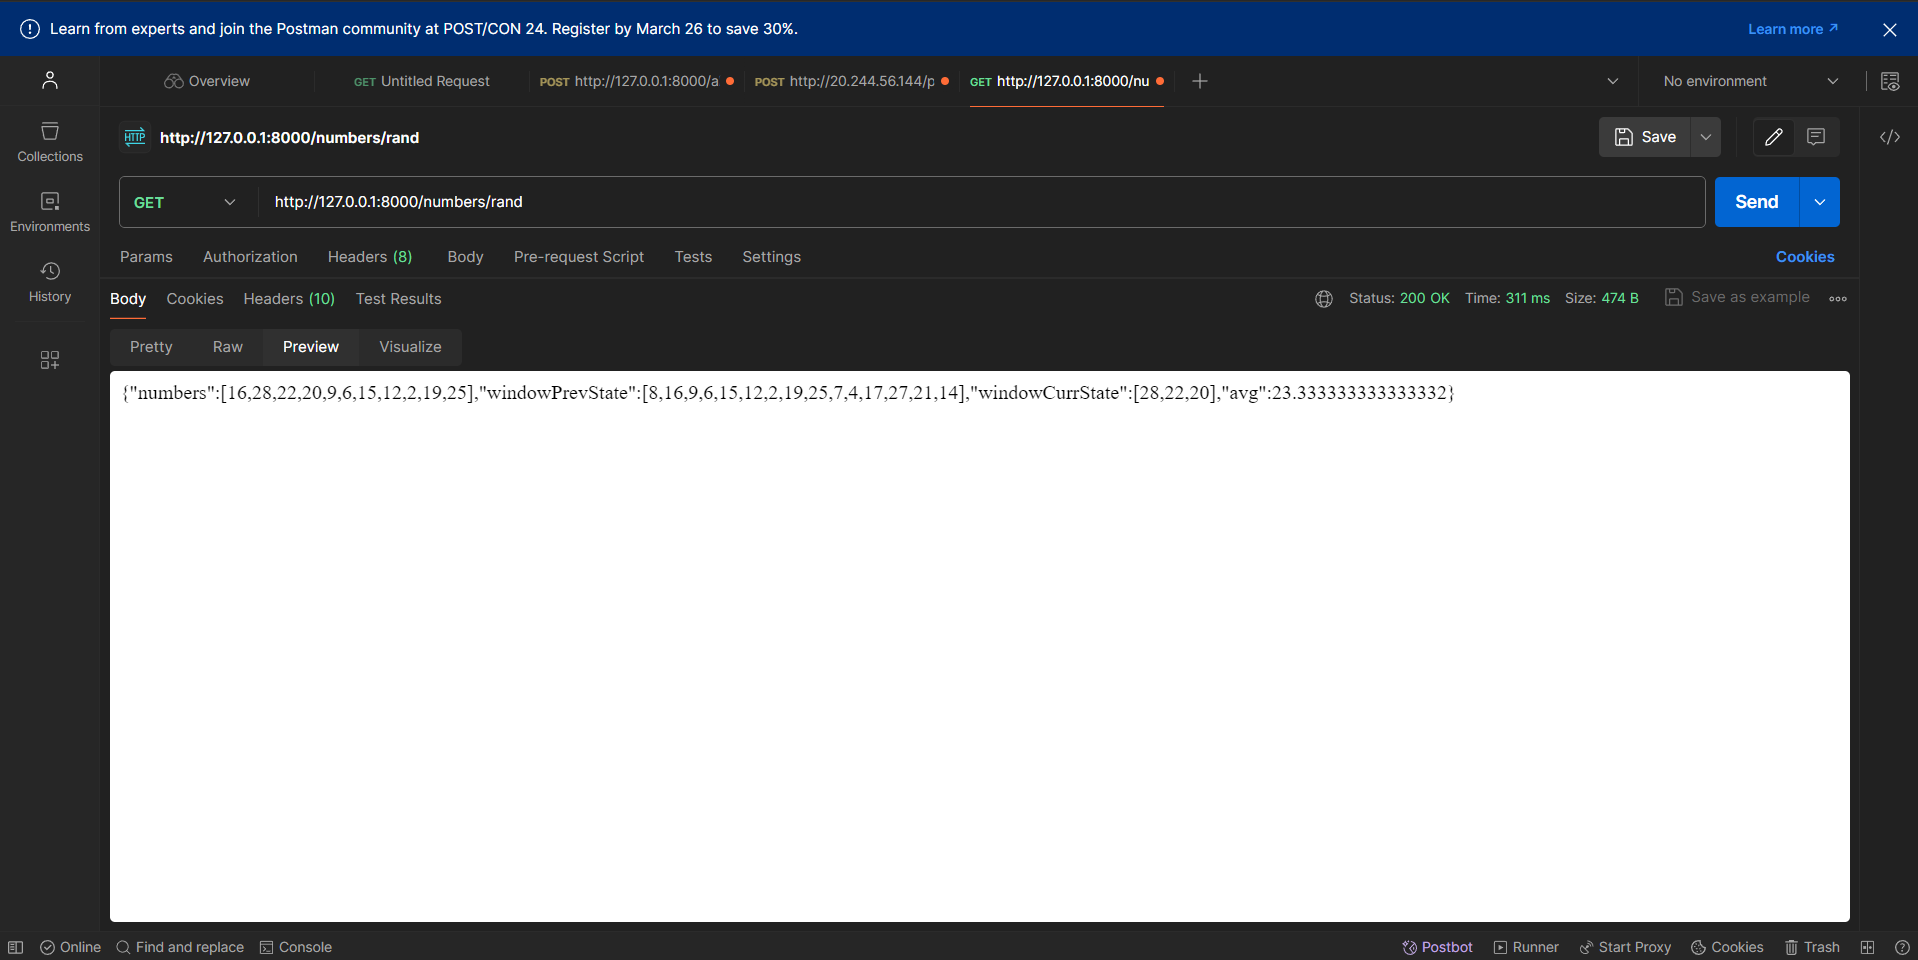 Learn from experts and join the Postman community at POST/CON 24. Register by March 26 to save 30%.
Learn more
Overview
GET Untitled Request
POST http://127.0.0.1:8000/a
POST http://20.244.56.144/p
GET http://127.0.0.1:8000/nu
No environment
Collections
Environments
History
HTTP http://127.0.0.1:8000/numbers/rand
Save
GET http://127.0.0.1:8000/numbers/rand
Send
Params Authorization Headers (8) Body Pre-request Script Tests Settings
Cookies
Body Cookies Headers (10) Test Results
Status: 200 OK Time: 311 ms Size: 474 B Save as example
Pretty Raw Preview Visualize
{"numbers":[16,28,22,20,9,6,15,12,2,19,25],"windowPrevState":[8,16,9,6,15,12,2,19,25,7,4,17,27,21,14],"windowCurrState":[28,22,20],"avg":23.333333333333332}
Online Find and replace Console
Postbot Runner Start Proxy Cookies Trash